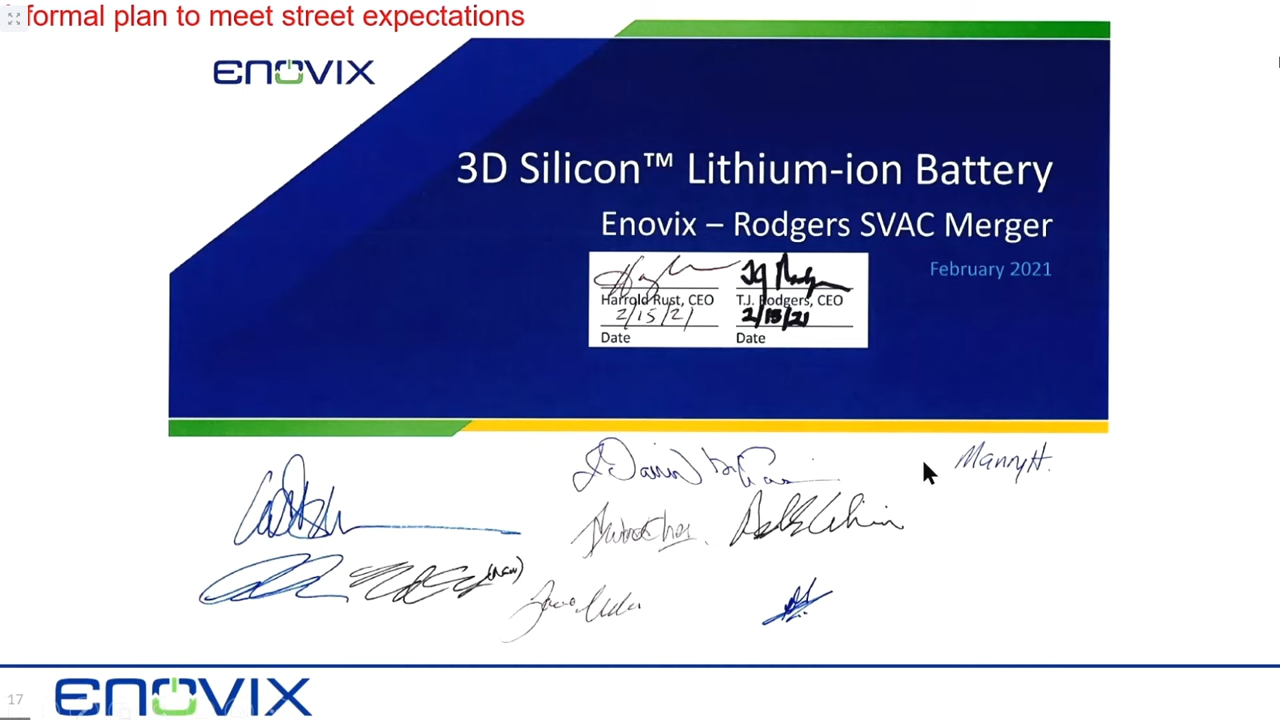 formal plan to meet street expectations
ENOVIX
3D Silicon™ Lithium-ion Battery
Enovix – Rodgers SVAC Merger
February 2021
Harrold Rust, CEO
T.J. Rodgers, CEO
2/15/21
2/15/21
Date
Date
Manny H.
(Raw)
17
ENOVIX